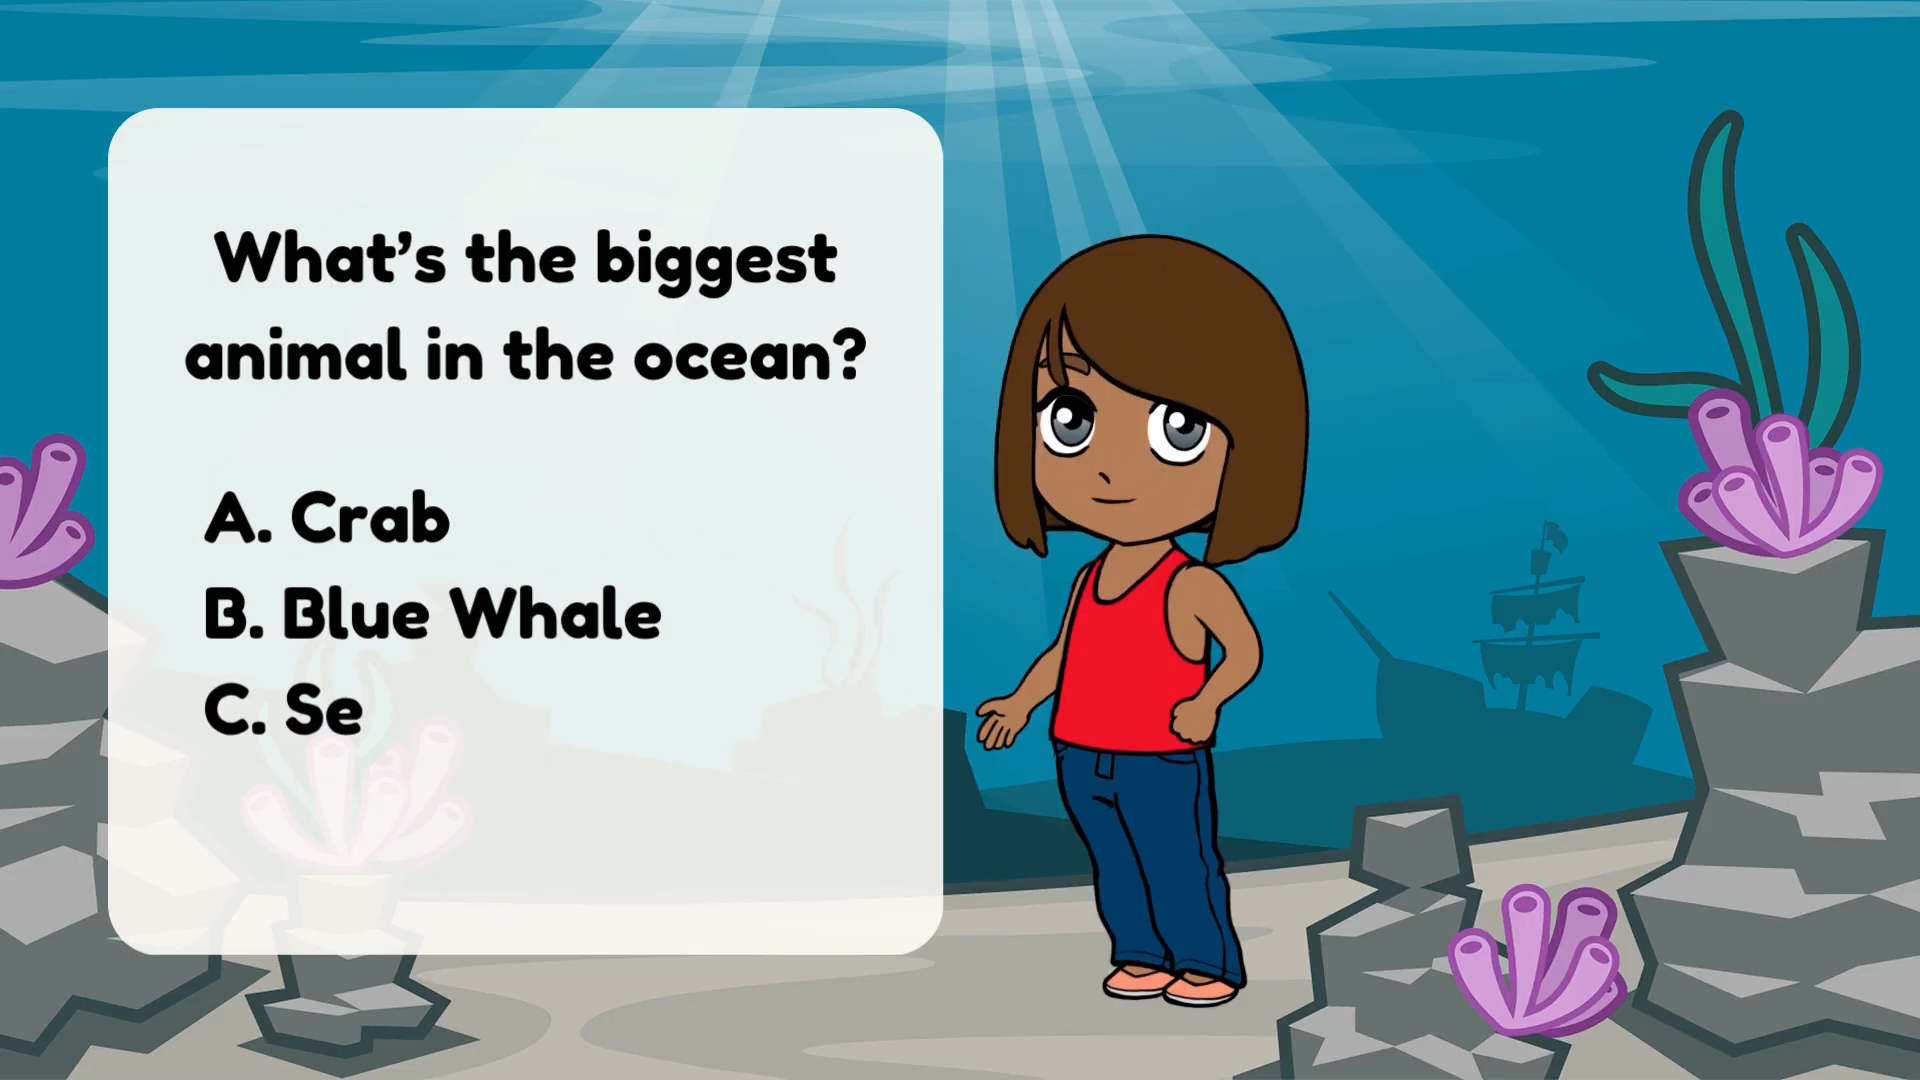 What’s the biggest
animal in the ocean?
A. Crab
B. Blue Whale
C. Se